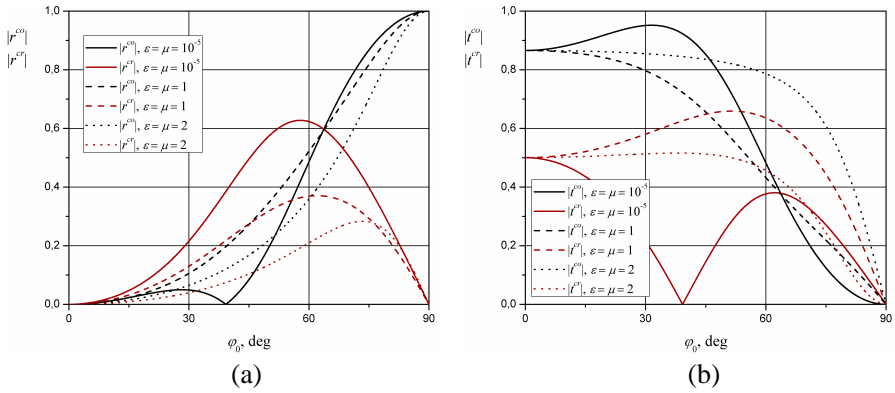 |r^co|
|r^cr|
1,0
0,8
0,6
0,4
0,2
0,0
|r^co|, ε = μ = 10^-5
|r^cr|, ε = μ = 10^-5
|r^co|, ε = μ = 1
|r^cr|, ε = μ = 1
|r^co|, ε = μ = 2
|r^cr|, ε = μ = 2
0 30 60 90
φ_0, deg
(a)
|t^co|
|t^cr|
1,0
0,8
0,6
0,4
0,2
0,0
|t^co|, ε = μ = 10^-5
|t^cr|, ε = μ = 10^-5
|t^co|, ε = μ = 1
|t^cr|, ε = μ = 1
|t^co|, ε = μ = 2
|t^cr|, ε = μ = 2
0 30 60 90
φ_0, deg
(b)